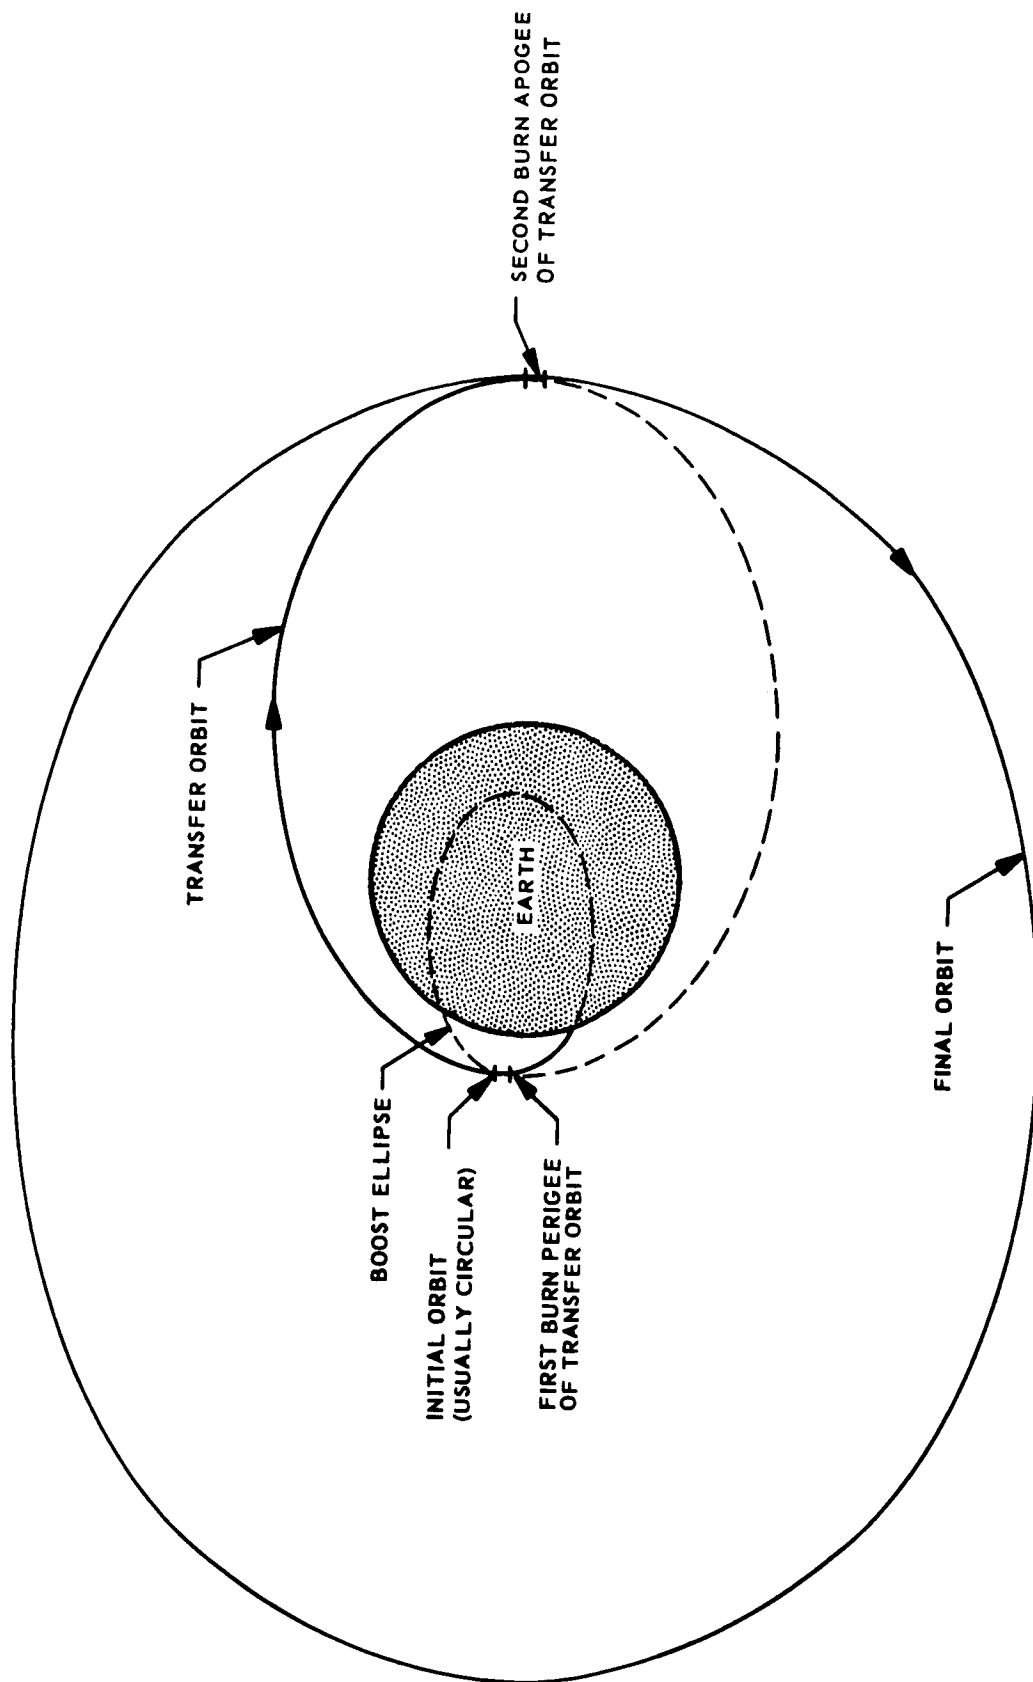 SECOND BURN APOGEE
OF TRANSFER ORBIT
TRANSFER ORBIT
EARTH
FINAL ORBIT
BOOST ELLIPSE
INITIAL ORBIT
(USUALLY CIRCULAR)
FIRST BURN PERIGEE
OF TRANSFER ORBIT